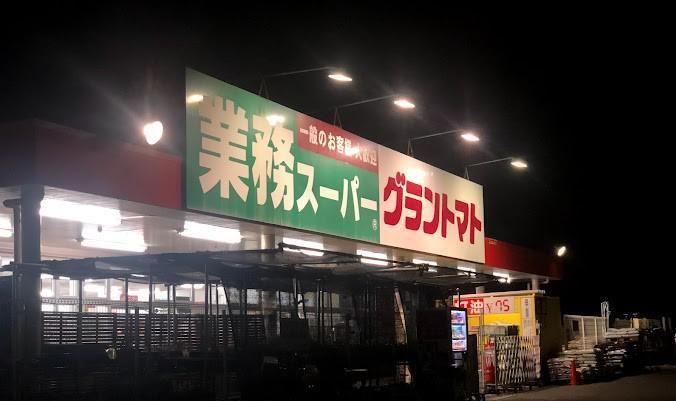 一般のお客様大歓迎
業務スーパー®
グラントマト